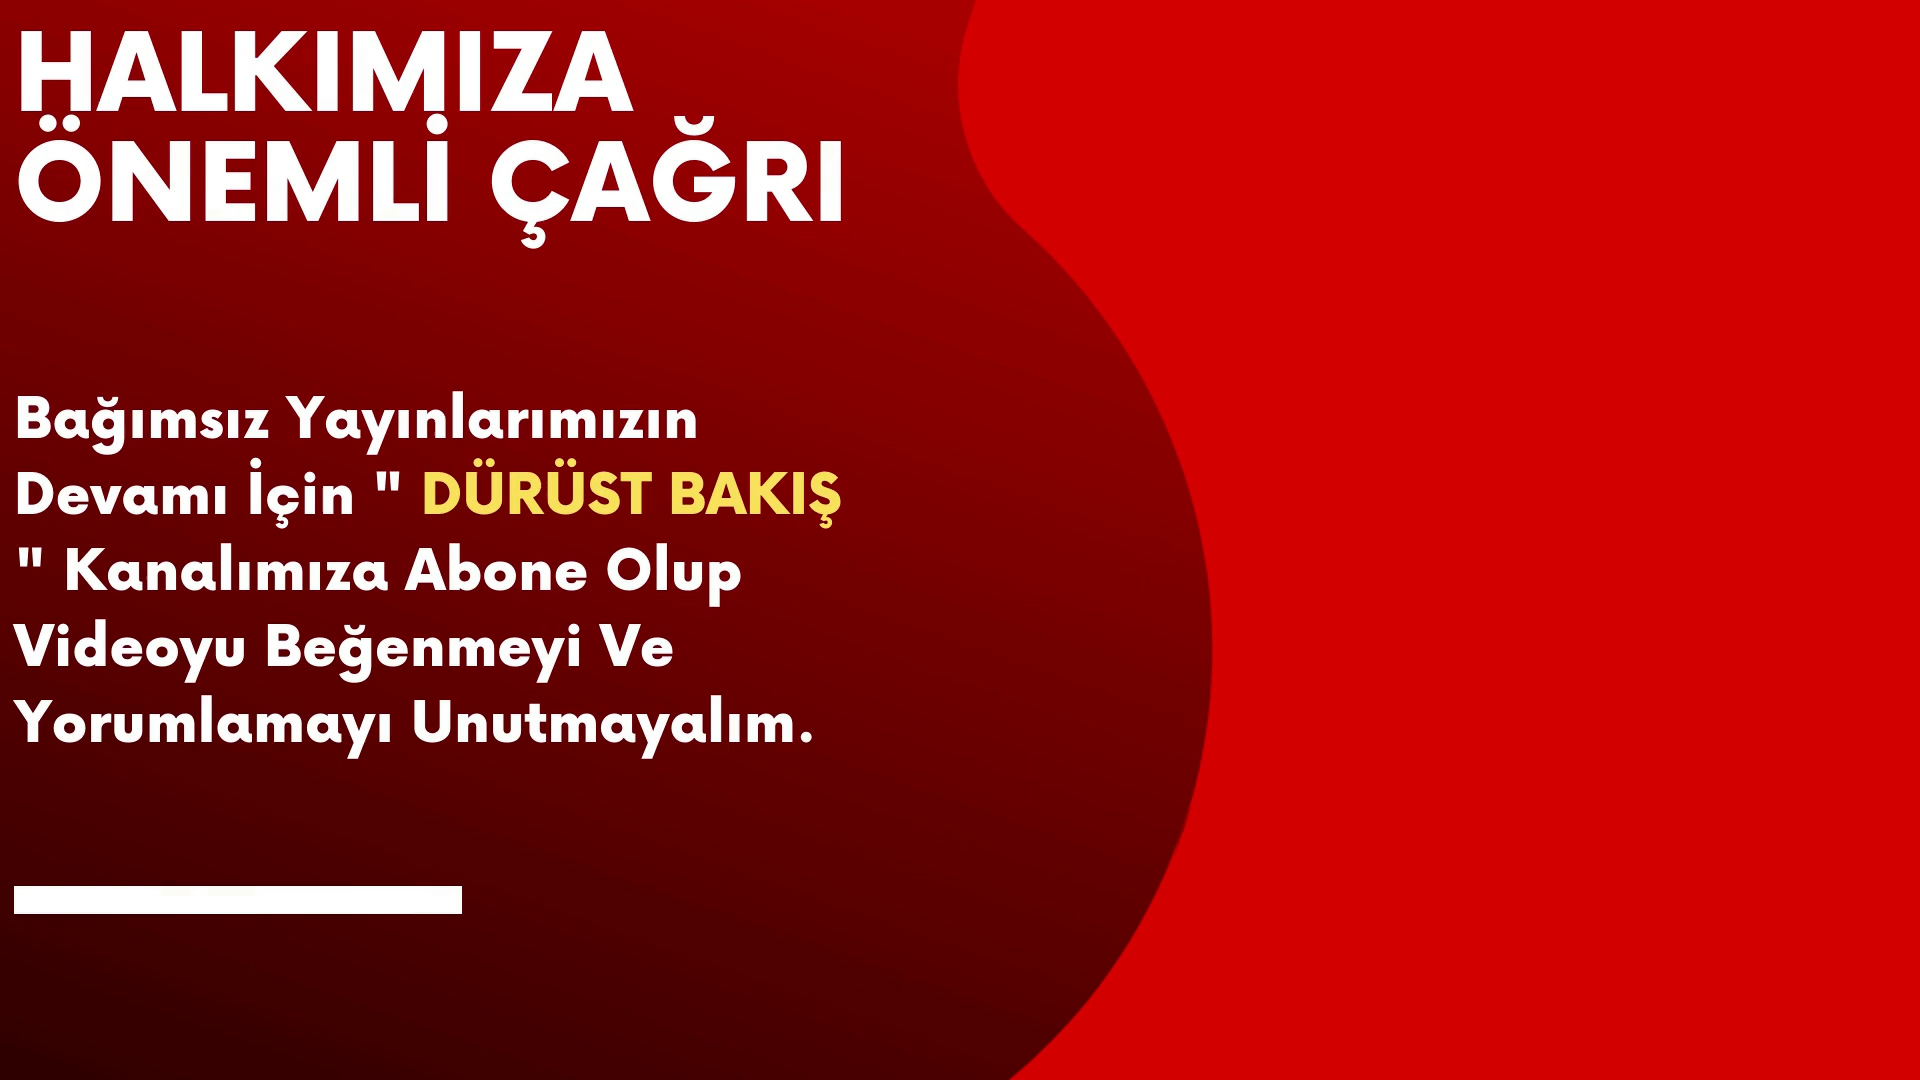 HALKIMIZA
ÖNEMLİ ÇAĞRI
Bağımsız Yayınlarımızın
Devamı İçin " DÜRÜST BAKIŞ
" Kanalımıza Abone Olup
Videoyu Beğenmeyi Ve
Yorumlamayı Unutmayalım.